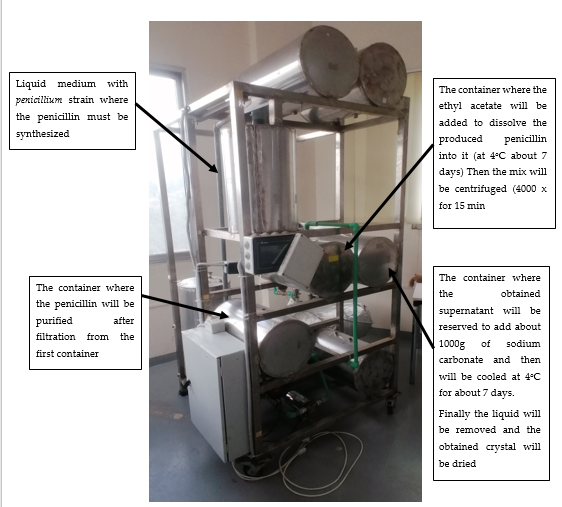 Liquid medium with
penicillium strain where
the penicillin must be
synthesized
The container where the
ethyl acetate will be
added to dissolve the
produced penicillin
into it (at 4°C about 7
days) Then the mix will
be centrifuged (4000 x
for 15 min
The container where
the penicillin will be
purified after
filtration from the
first container
The container where
the obtained
supernatant will be
reserved to add about
1000g of sodium
carbonate and then
will be cooled at 4°C
for about 7 days.
Finally the liquid will
be removed and the
obtained crystal will
be dried